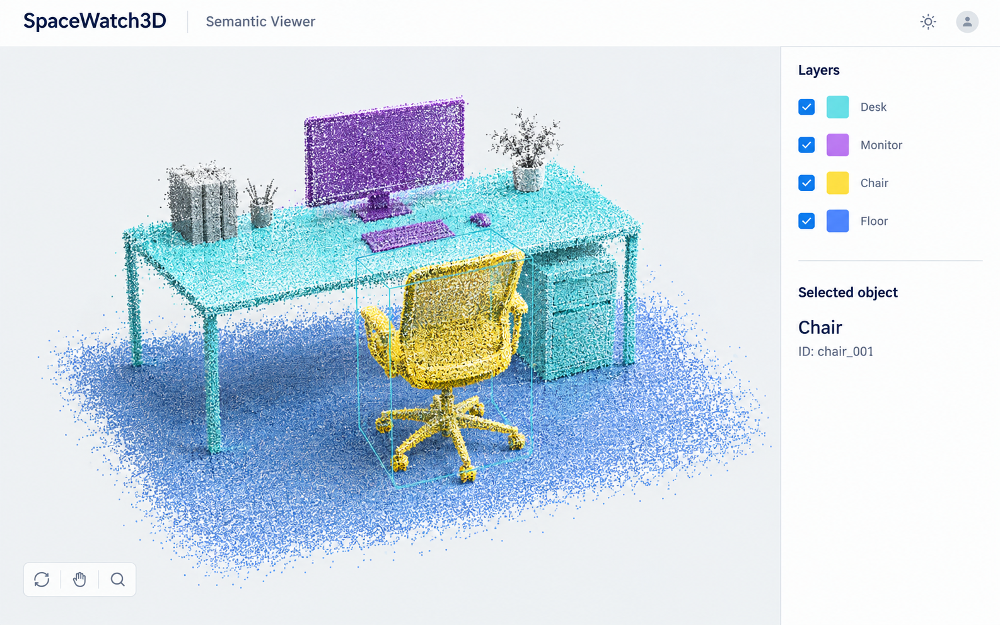 SpaceWatch3D
Semantic Viewer
Layers
Desk
Monitor
Chair
Floor
Selected object
Chair
ID: chair_001